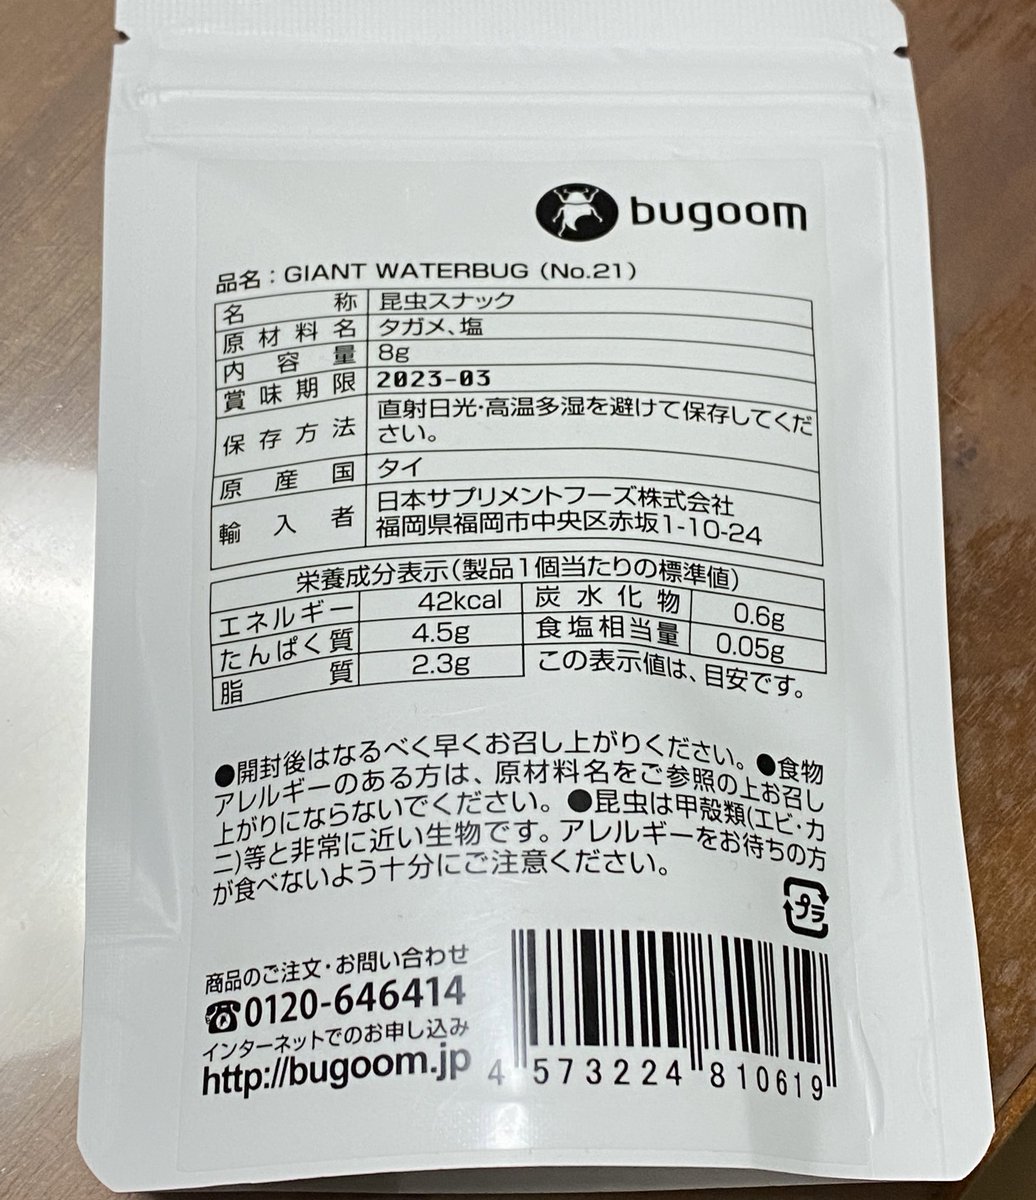 bugoom
品名：GIANT WATERBUG（No.21）
名称 昆虫スナック
原材料名 タガメ、塩
内容量 8g
賞味期限 2023-03
保存方法 直射日光・高温多湿を避けて保存してくだ
さい。
原産国 タイ
輸入者 日本サプリメントフーズ株式会社
福岡県福岡市中央区赤坂1-10-24
栄養成分表示（製品1個当たりの標準値）
エネルギー 42kcal 炭水化物 0.6g
たんぱく質 4.5g 食塩相当量 0.05g
脂質 2.3g この表示値は、目安です。
●開封後はなるべく早くお召し上がりください。●食物
アレルギーのある方は、原材料名をご参照の上お召し
上がりにならないでください。●昆虫は甲殻類(エビ・カ
ニ)等と非常に近い生物です。アレルギーをお待ちの方
が食べないよう十分にご注意ください。
プラ
商品のご注文・お問い合わせ
☎0120-646414
インターネットでのお申し込み
http://bugoom.jp
4 573224 810619